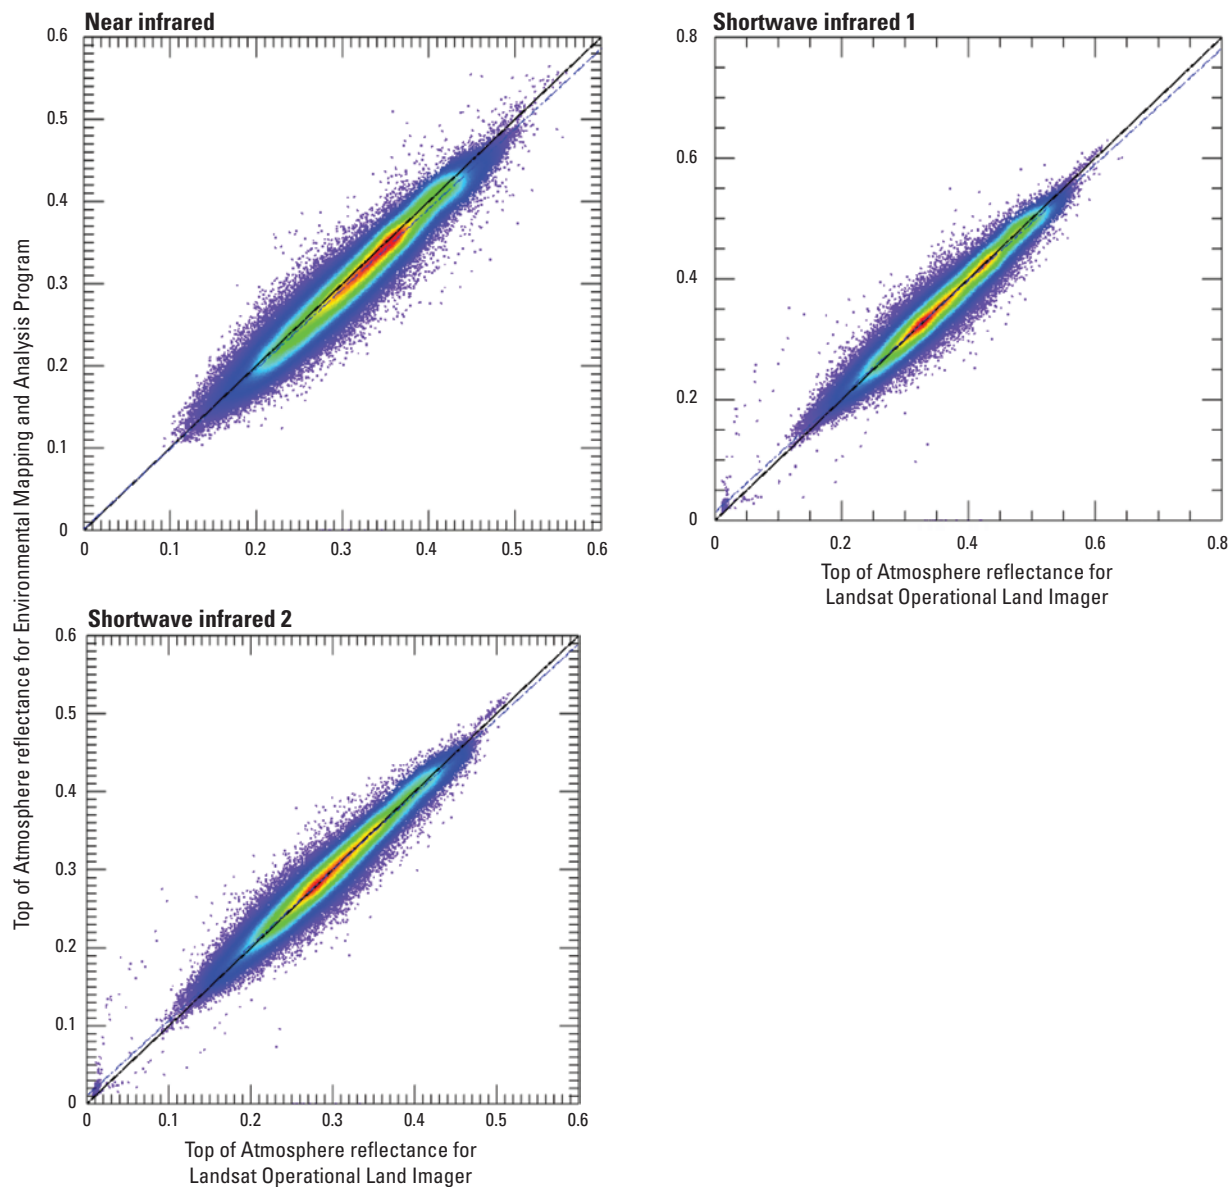 Near infrared
0.6
0.5
0.4
0.3
0.2
0.1
0
0 0.1 0.2 0.3 0.4 0.5 0.6
Shortwave infrared 1
0.8
0.6
0.4
0.2
0
0 0.2 0.4 0.6 0.8
Top of Atmosphere reflectance for
Landsat Operational Land Imager
Top of Atmosphere reflectance for Environmental Mapping and Analysis Program
Shortwave infrared 2
0.6
0.5
0.4
0.3
0.2
0.1
0
0 0.1 0.2 0.3 0.4 0.5 0.6
Top of Atmosphere reflectance for
Landsat Operational Land Imager